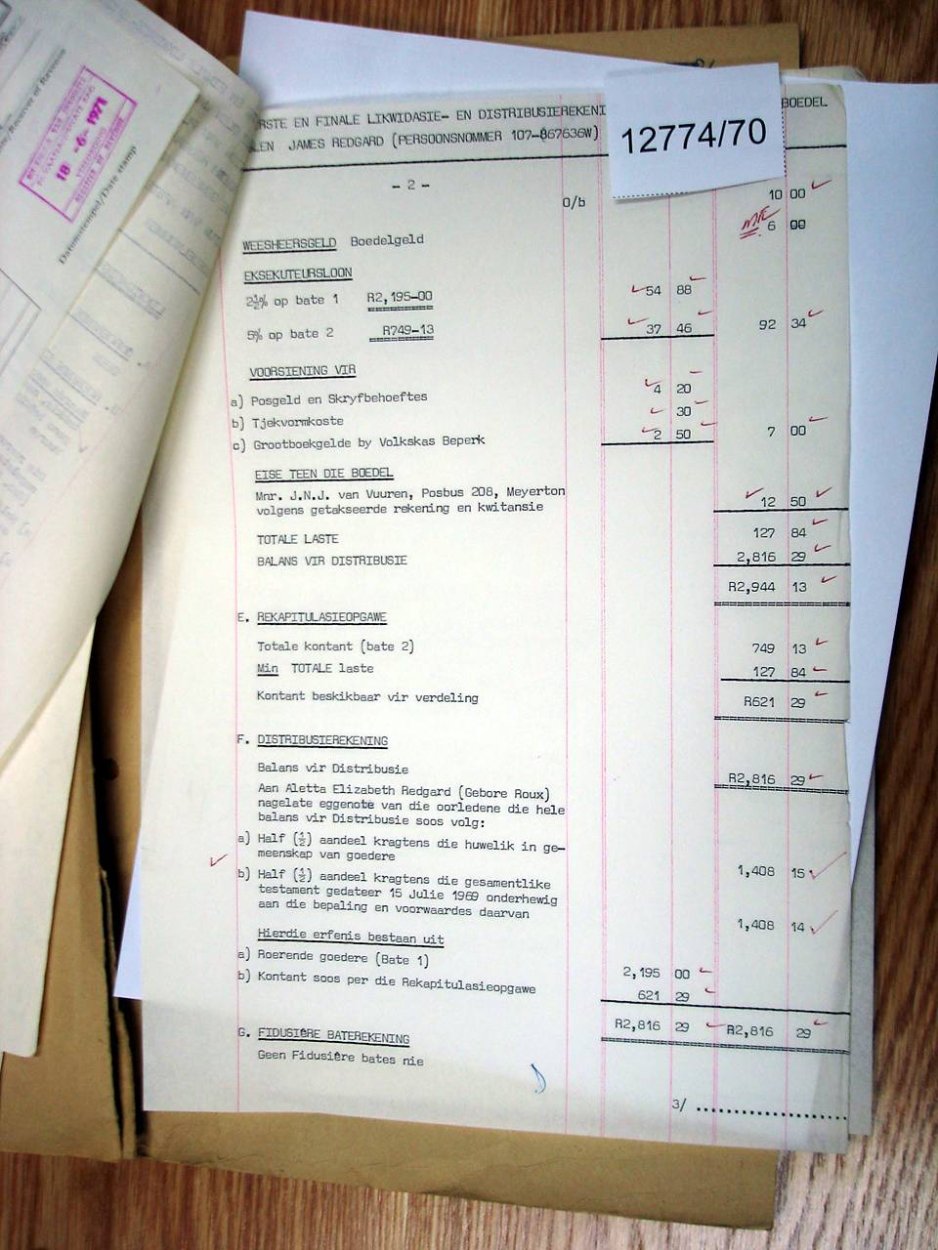 18 -6- 1971
Datumstempel/Date stamp
12774/70
RSTE EN FINALE LIKWIDASIE- EN DISTRIBUSIEREKENI BOEDEL
LEN JAMES REDGARD (PERSOONSNOMMER 107-867636W)
- 2 -
O/b 10 00
WEESHEERSGELD Boedelgeld 6 00
EKSEKUTEURSLOON
2½% op bate 1 R2,195-00 54 88
5% op bate 2 R749-13 37 46 92 34
VOORSIENING VIR
a) Posgeld en Skryfbehoeftes 4 20
b) Tjekvormkoste 30
c) Grootboekgelde by Volkskas Beperk 2 50 7 00
EISE TEEN DIE BOEDEL
Mnr. J.N.J. van Vuuren, Posbus 208, Meyerton
volgens getakseerde rekening en kwitansie 12 50
TOTALE LASTE 127 84
BALANS VIR DISTRIBUSIE 2,816 29
R2,944 13
E. REKAPITULASIEOPGAWE
Totale kontant (bate 2) 749 13
Min TOTALE laste 127 84
Kontant beskikbaar vir verdeling R621 29
F. DISTRIBUSIEREKENING
Balans vir Distribusie R2,816 29
Aan Aletta Elizabeth Redgard (Gebore Roux)
nagelate eggenote van die oorledene die hele
balans vir Distribusie soos volg:
a) Half (½) aandeel kragtens die huwelik in ge-
meenskap van goedere 1,408 15
b) Half (½) aandeel kragtens die gesamentlike
testament gedateer 15 Julie 1969 onderhewig
aan die bepaling en voorwaardes daarvan 1,408 14
Hierdie erfenis bestaan uit
a) Roerende goedere (Bate 1) 2,195 00
b) Kontant soos per die Rekapitulasieopgawe 621 29
R2,816 29 R2,816 29
G. FIDUSIÊRE BATEREKENING
Geen Fidusiêre bates nie
3/ ..................